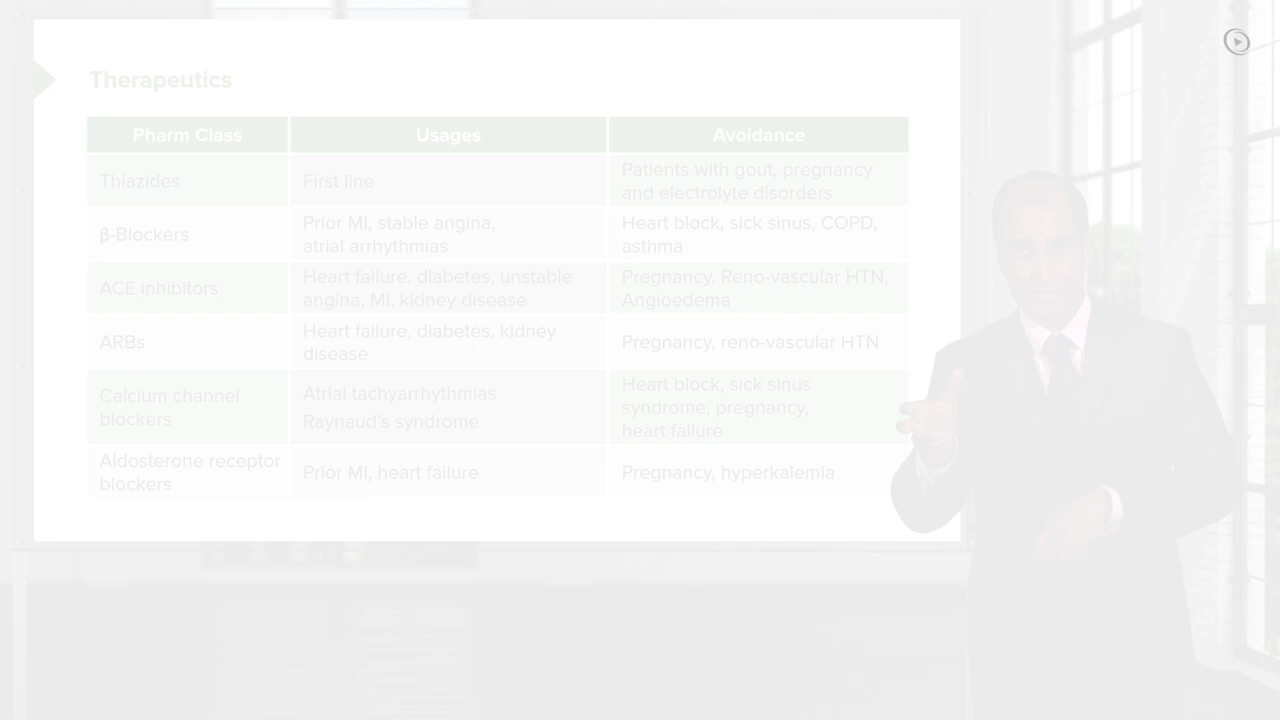 Therapeutics
Pharm Class Usages Avoidance
Thiazides First line Patients with gout, pregnancy
and electrolyte disorders
β-Blockers Prior MI, stable angina, Heart block, sick sinus, COPD,
atrial arrhythmias asthma
ACE inhibitors Heart failure, diabetes, unstable Pregnancy, Reno-vascular HTN,
angina, MI, kidney disease Angioedema
ARBs Heart failure, diabetes, kidney Pregnancy, reno-vascular HTN
disease
Calcium channel Atrial tachyarrhythmias Heart block, sick sinus
blockers Raynaud's syndrome syndrome, pregnancy,
heart failure
Aldosterone receptor Prior MI, heart failure Pregnancy, hyperkalemia
blockers